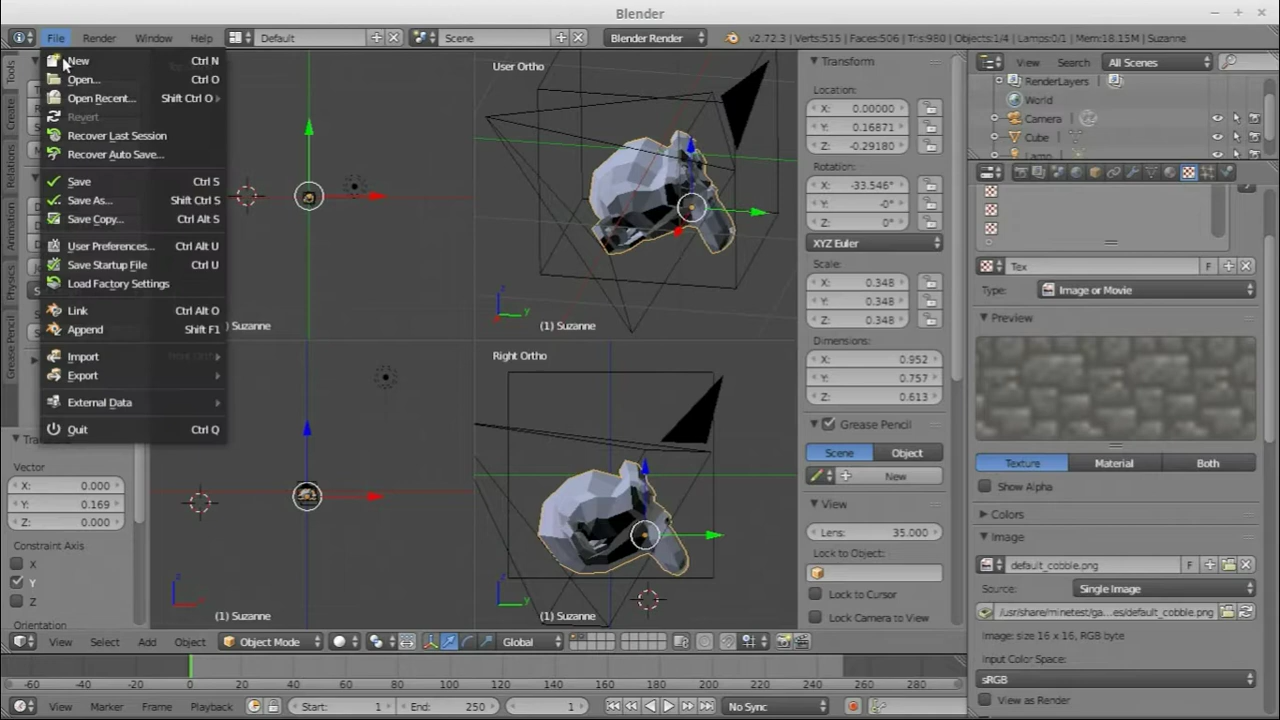 Blender
File Render Window Help Default Scene Blender Render v2.72.3 | Verts:515 | Faces:506 | Tris:980 | Objects:1/4 | Lamps:0/1 | Mem:18.15M | Suzanne
New Ctrl N
Open... Ctrl O
Open Recent... Shift Ctrl O
Revert
Recover Last Session
Recover Auto Save...
Save Ctrl S
Save As... Shift Ctrl S
Save Copy... Ctrl Alt S
User Preferences... Ctrl Alt U
Save Startup File Ctrl U
Load Factory Settings
Link Ctrl Alt O
Append Shift F1
Import
Export
External Data
Quit Ctrl Q
Tools
Create
Relations
Animation
Physics
Grease Pencil
Vector
X: 0.000
Y: 0.169
Z: 0.000
Constraint Axis
X
Y
Z
Orientation
) Suzanne
User Ortho
(1) Suzanne
(1) Suzanne
Right Ortho
(1) Suzanne
Transform
Location:
X: 0.00000
Y: 0.16871
Z: -0.29180
Rotation:
X: -33.546°
Y: -0°
Z: 0°
XYZ Euler
Scale:
X: 0.348
Y: 0.348
Z: 0.348
Dimensions:
X: 0.952
Y: 0.757
Z: 0.613
Grease Pencil
Scene Object
New
View
Lens: 35.000
Lock to Object:
Lock to Cursor
Lock Camera to View
View Search All Scenes
RenderLayers
World
Camera
Cube
Lamp
Tex F
Type: Image or Movie
Preview
Texture Material Both
Show Alpha
Colors
Image
default_cobble.png F
Source: Single Image
/usr/share/minetest/ga...es/default_cobble.png
Image: size 16 x 16, RGB byte
Input Color Space:
sRGB
View as Render
View Select Add Object Object Mode Global
-60 -40 -20 0 20 40 60 80 100 120 140 160 180 200 220 240 260 280
View Marker Frame Playback Start: 1 End: 250 1 No Sync